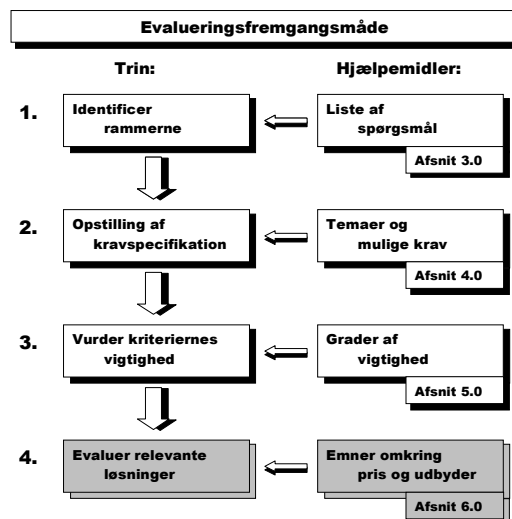 Evalueringsfremgangsmåde
Trin:
Hjælpemidler:
1.
Identificer
rammerne
Liste af
spørgsmål
Afsnit 3.0
2.
Opstilling af
kravspecifikation
Temaer og
mulige krav
Afsnit 4.0
3.
Vurder kriteriernes
vigtighed
Grader af
vigtighed
Afsnit 5.0
4.
Evaluer relevante
løsninger
Emner omkring
pris og udbyder
Afsnit 6.0